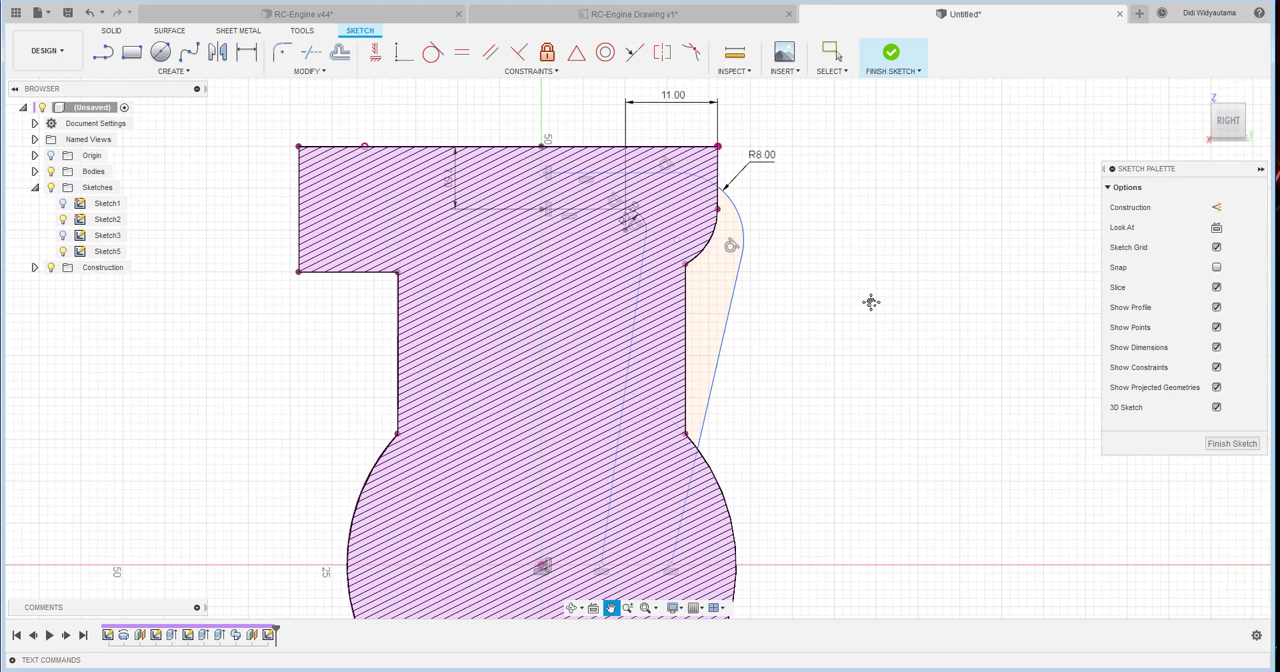 RC-Engine v44*
RC-Engine Drawing v1*
Untitled*
Didi Widyautama
SOLID
SURFACE
SHEET METAL
TOOLS
SKETCH
DESIGN
CREATE
MODIFY
CONSTRAINTS
INSPECT
INSERT
SELECT
FINISH SKETCH
BROWSER
(Unsaved)
Document Settings
Named Views
Origin
Bodies
Sketches
Sketch1
Sketch2
Sketch3
Sketch5
Construction
11.00
R8.00
50
50
25
Z
RIGHT
X
Y
SKETCH PALETTE
Options
Construction
Look At
Sketch Grid
Snap
Slice
Show Profile
Show Points
Show Dimensions
Show Constraints
Show Projected Geometries
3D Sketch
Finish Sketch
COMMENTS
TEXT COMMANDS